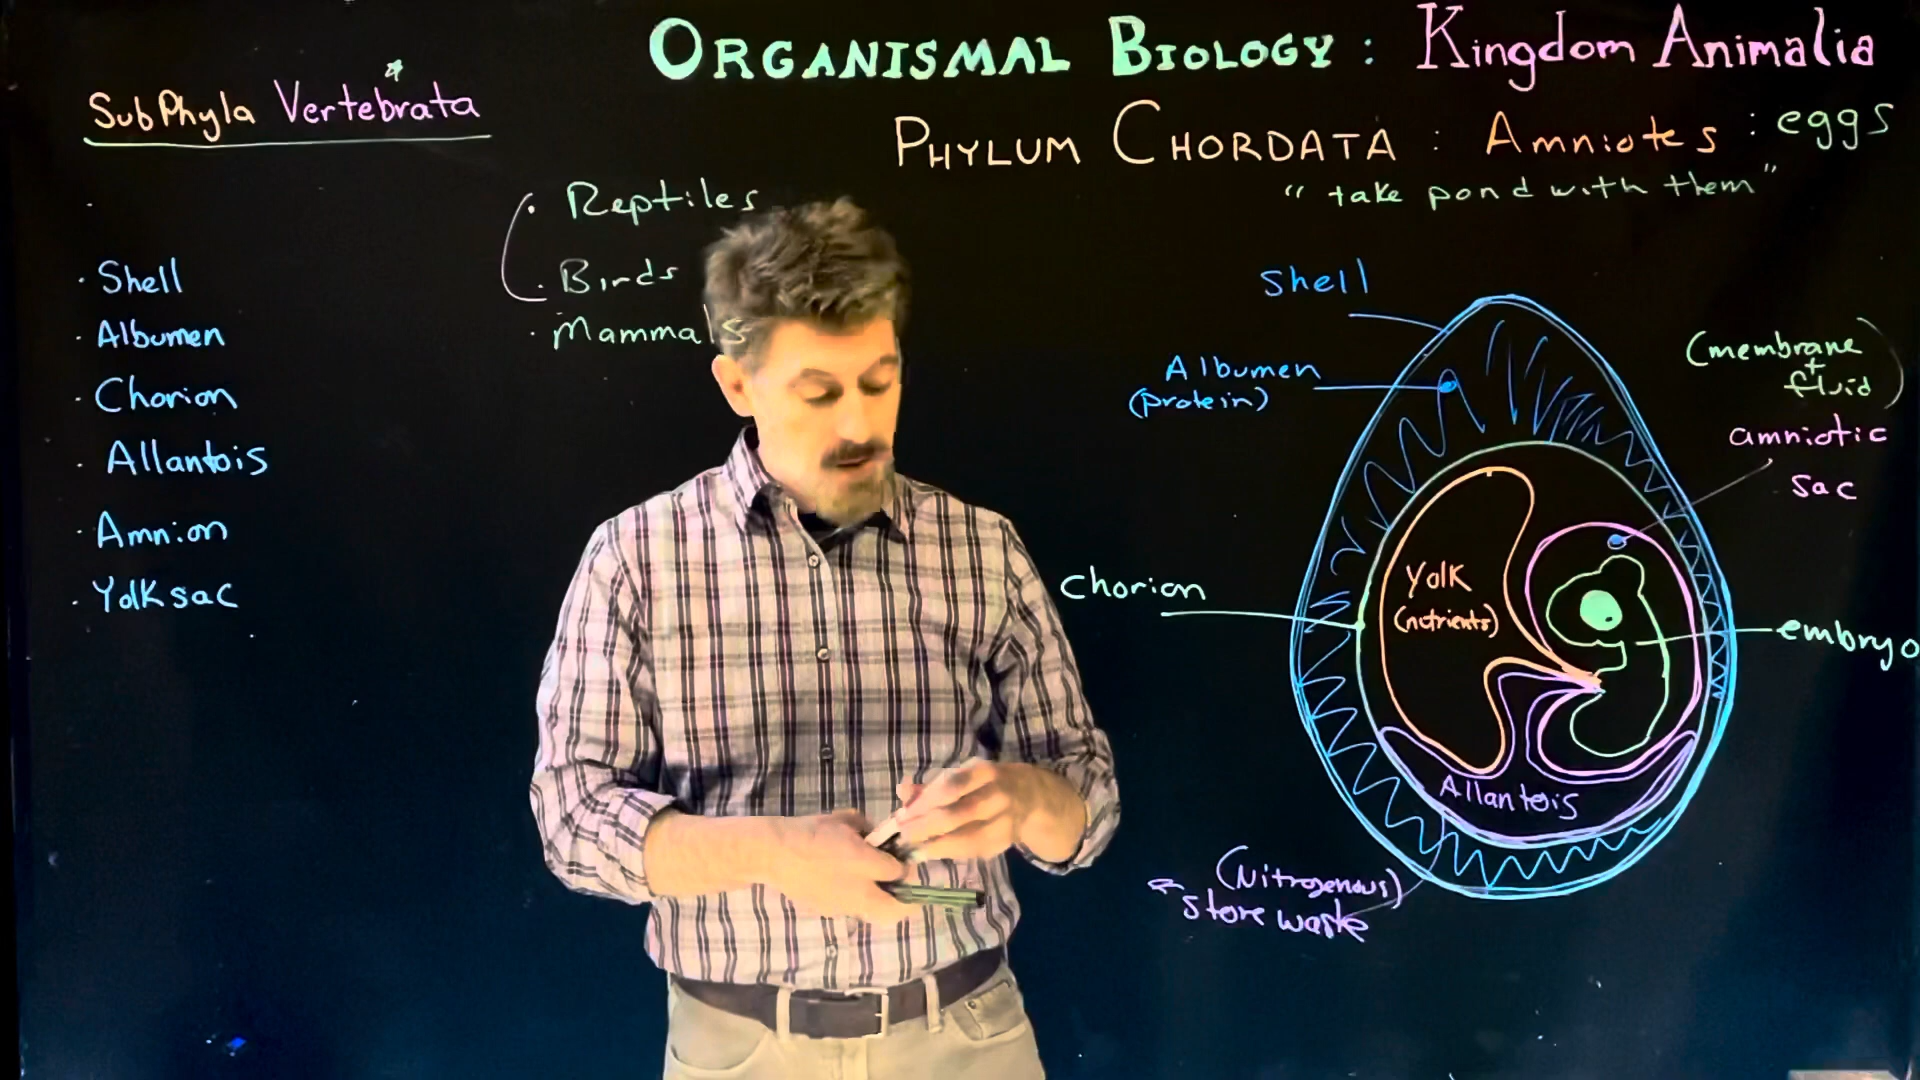 ORGANISMAL BIOLOGY : Kingdom Animalia
SubPhyla Vertebrata
PHYLUM CHORDATA : Amniotes : eggs
"take pond with them"
· Reptiles
· Birds
· Mammals
· Shell
· Albumen
· Chorion
· Allantois
· Amnion
· Yolk sac
Shell
Albumen
(protein)
(membrane
+
fluid)
amniotic
sac
Chorion
Yolk
(nutrients)
embryo
Allantois
(Nitrogenous)
store waste